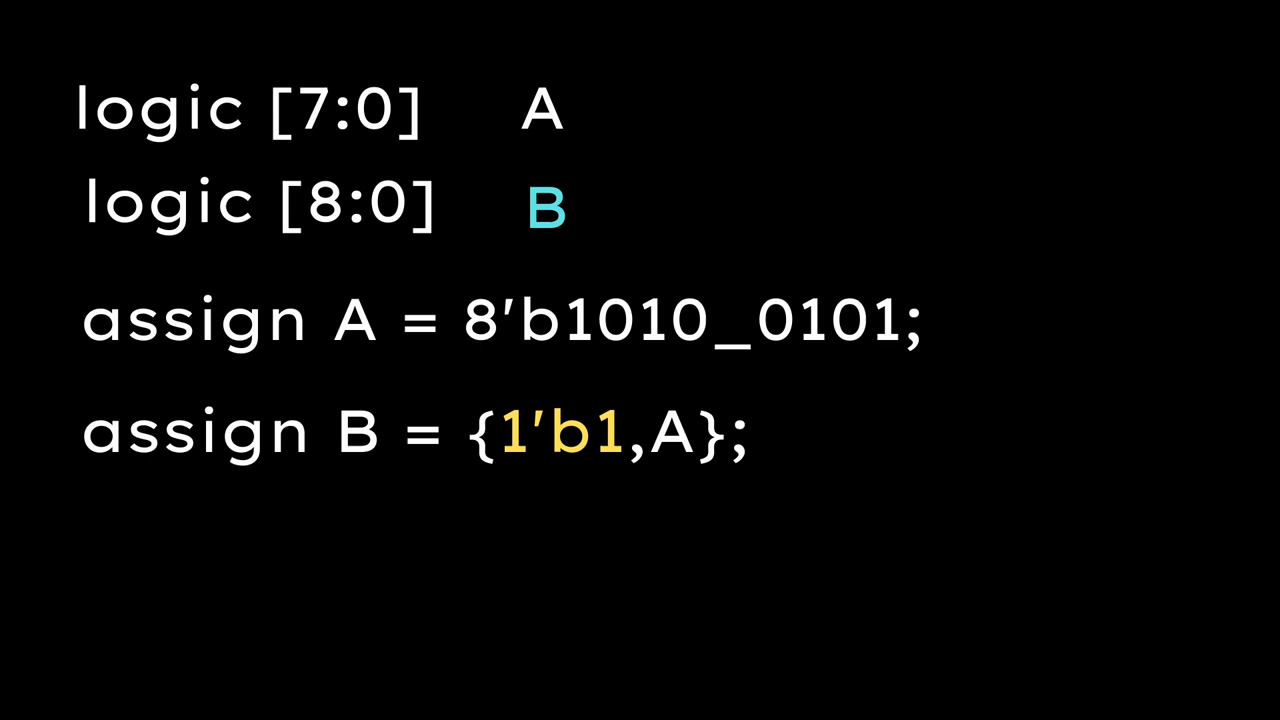 logic [7:0] A
logic [8:0] B
assign A = 8'b1010_0101;
assign B = {1'b1,A};